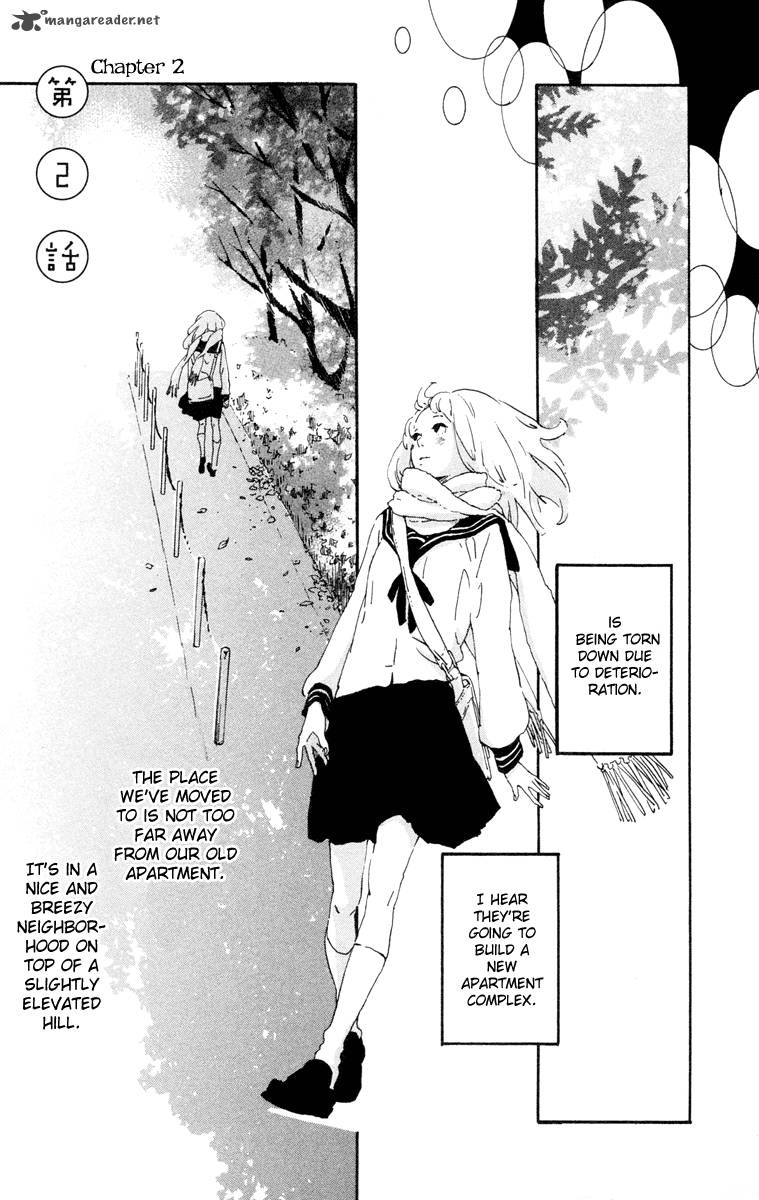 mangareader.net
Chapter 2
第
2
話
IS
BEING TORN
DOWN DUE
TO DETERIO-
RATION.
I HEAR
THEY'RE
GOING TO
BUILD A
NEW
APARTMENT
COMPLEX.
THE PLACE
WE'VE MOVED
TO IS NOT TOO
FAR AWAY
FROM OUR OLD
APARTMENT.
IT'S IN A
NICE AND
BREEZY
NEIGHBOR-
HOOD ON
TOP OF A
SLIGHTLY
ELEVATED
HILL.